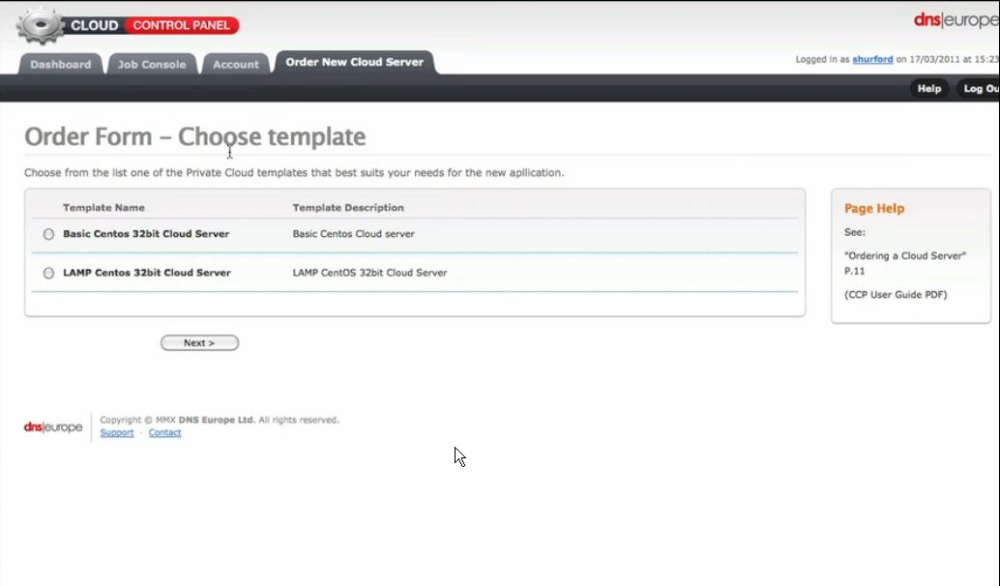 CLOUD CONTROL PANEL
dns|europe
Dashboard Job Console Account Order New Cloud Server
Logged in as shurford on 17/03/2011 at 15:23
Help Log Ou
Order Form – Choose template
Choose from the list one of the Private Cloud templates that best suits your needs for the new apllication.
Template Name Template Description
Basic Centos 32bit Cloud Server Basic Centos Cloud server
LAMP Centos 32bit Cloud Server LAMP CentOS 32bit Cloud Server
Page Help
See:
"Ordering a Cloud Server"
P.11
(CCP User Guide PDF)
Next >
dns|europe
Copyright © MMX DNS Europe Ltd. All rights reserved.
Support · Contact